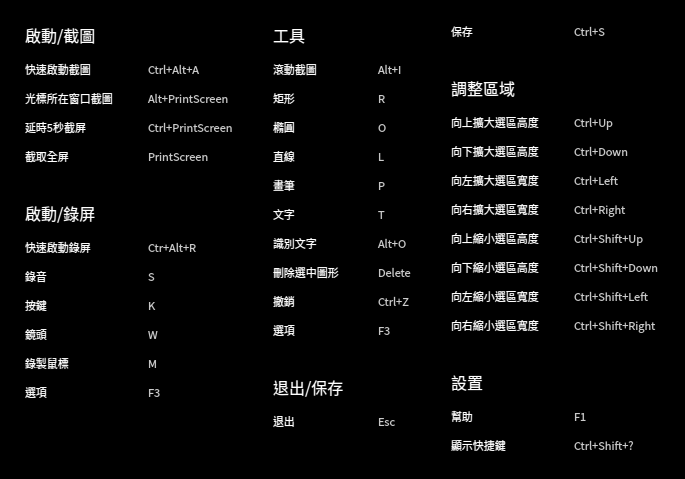 啟動/截圖
快速啟動截圖 Ctrl+Alt+A
光標所在窗口截圖 Alt+PrintScreen
延時5秒截屏 Ctrl+PrintScreen
截取全屏 PrintScreen
啟動/錄屏
快速啟動錄屏 Ctr+Alt+R
錄音 S
按鍵 K
鏡頭 W
錄製鼠標 M
選項 F3
工具
滾動截圖 Alt+I
矩形 R
橢圓 O
直線 L
畫筆 P
文字 T
識別文字 Alt+O
刪除選中圖形 Delete
撤銷 Ctrl+Z
選項 F3
退出/保存
退出 Esc
保存 Ctrl+S
調整區域
向上擴大選區高度 Ctrl+Up
向下擴大選區高度 Ctrl+Down
向左擴大選區寬度 Ctrl+Left
向右擴大選區寬度 Ctrl+Right
向上縮小選區高度 Ctrl+Shift+Up
向下縮小選區高度 Ctrl+Shift+Down
向左縮小選區寬度 Ctrl+Shift+Left
向右縮小選區寬度 Ctrl+Shift+Right
設置
幫助 F1
顯示快捷鍵 Ctrl+Shift+?